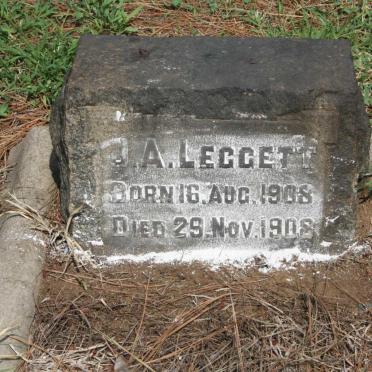 J.A. LEGGETT
BORN 16. AUG. 1908
DIED 29. NOV. 1908